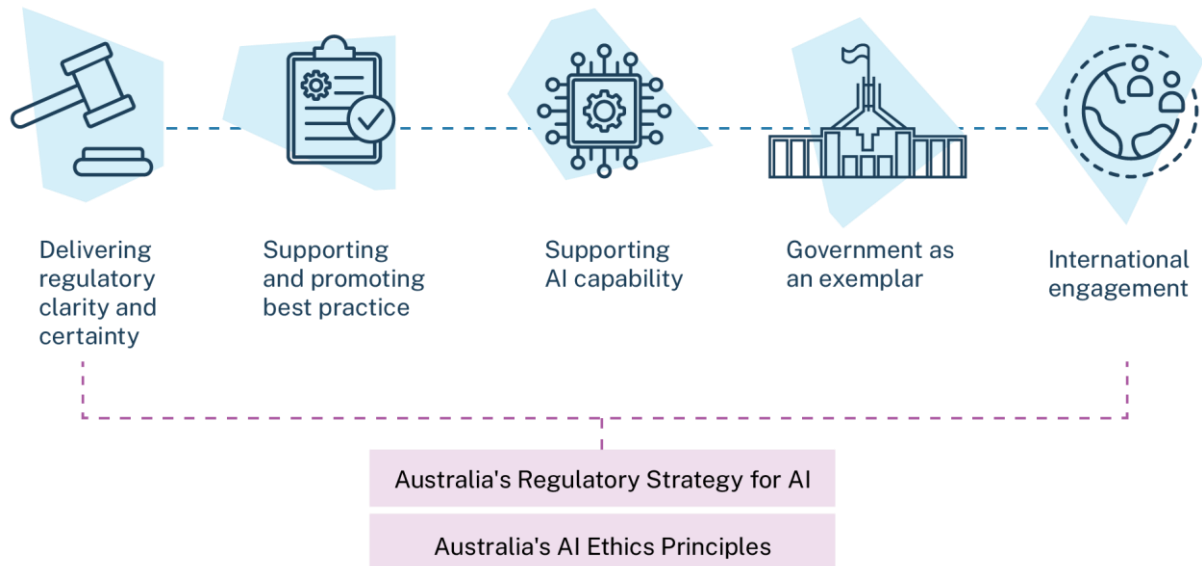 Delivering
regulatory
clarity and
certainty
Supporting
and promoting
best practice
Supporting
AI capability
Government as
an exemplar
International
engagement
Australia's Regulatory Strategy for AI
Australia's AI Ethics Principles